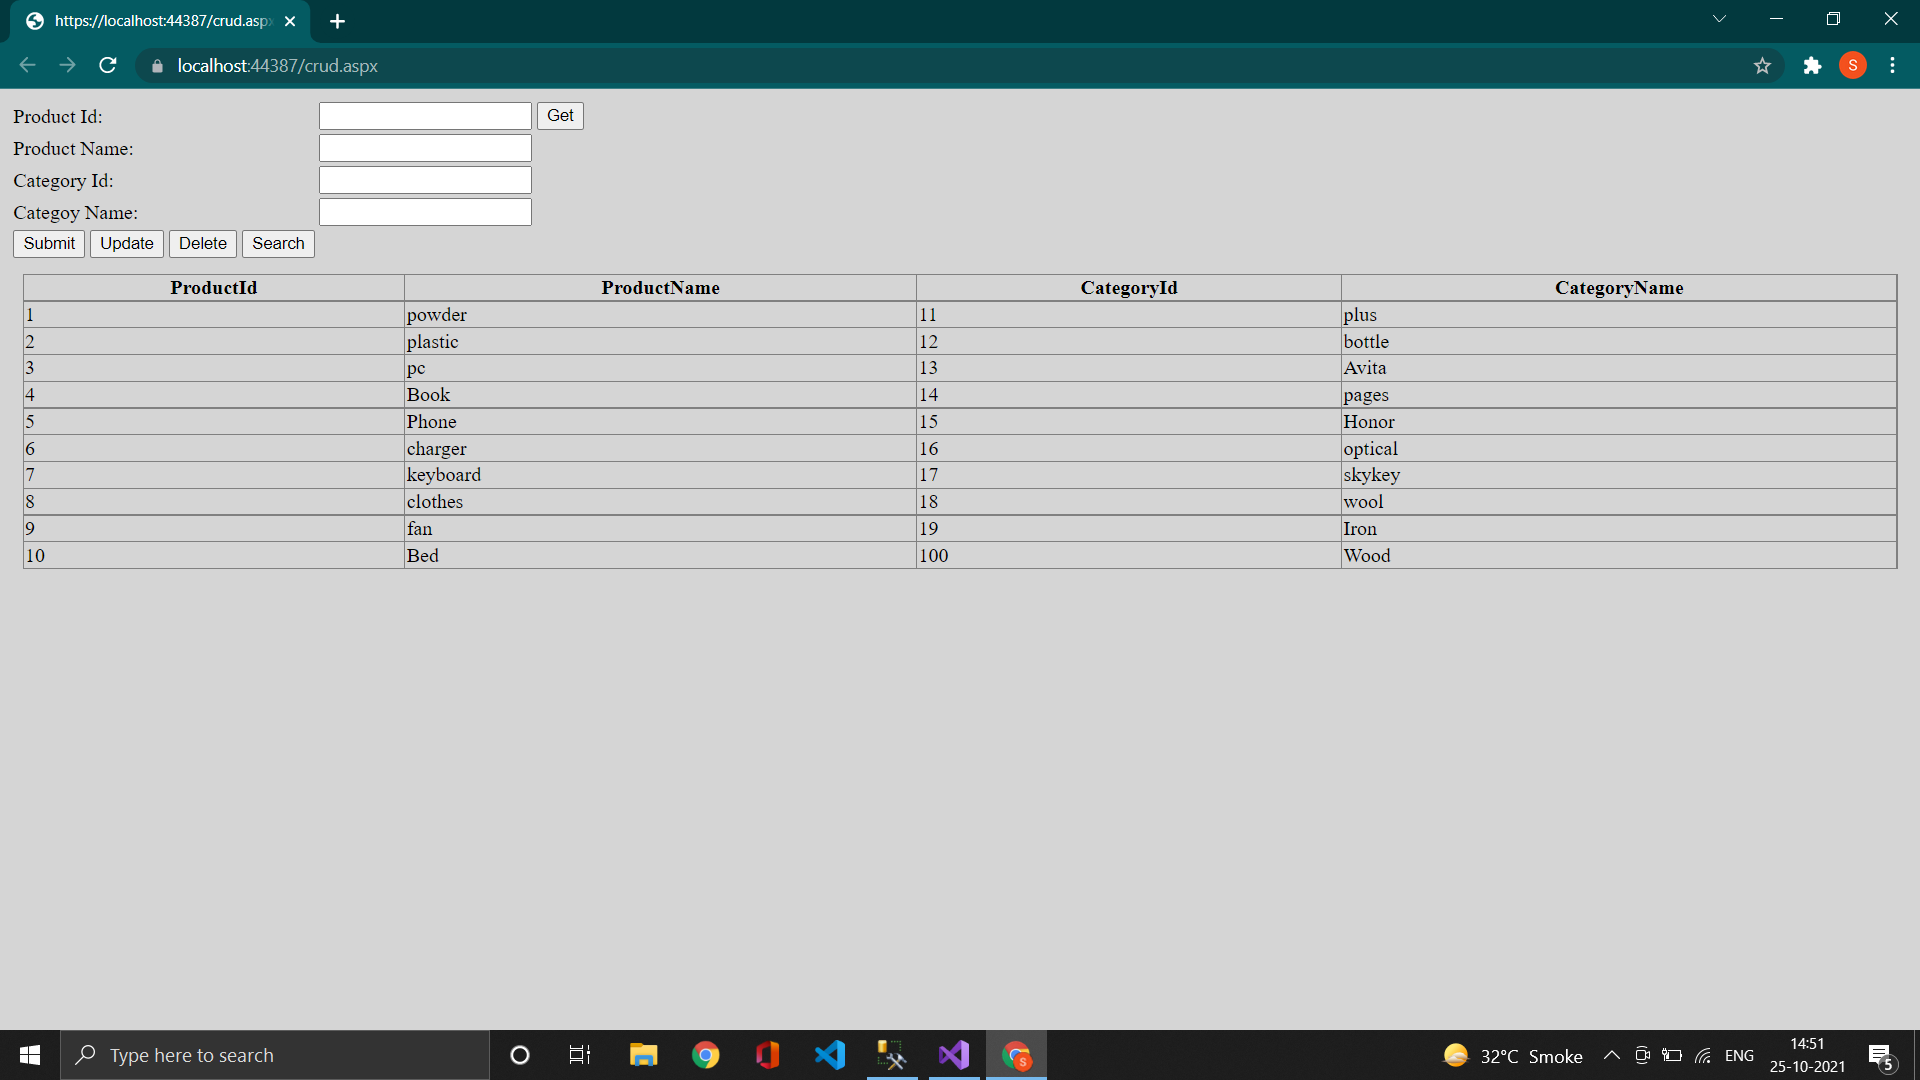 https://localhost:44387/crud.asp
localhost:44387/crud.aspx
S
Product Id: Get
Product Name:
Category Id:
Categoy Name:
Submit Update Delete Search
ProductId ProductName CategoryId CategoryName
1 powder 11 plus
2 plastic 12 bottle
3 pc 13 Avita
4 Book 14 pages
5 Phone 15 Honor
6 charger 16 optical
7 keyboard 17 skykey
8 clothes 18 wool
9 fan 19 Iron
10 Bed 100 Wood
Type here to search
S
32°C Smoke
ENG
14:51
25-10-2021
5